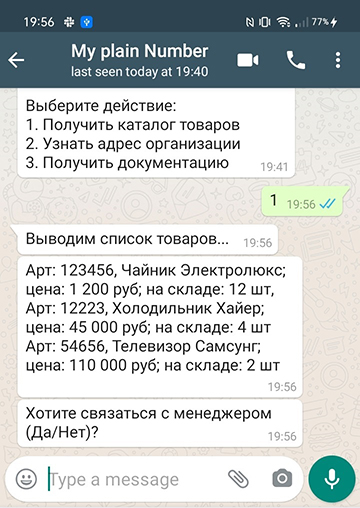 19:56
77%
My plain Number
last seen today at 19:40
Выберите действие:
1. Получить каталог товаров
2. Узнать адрес организации
3. Получить документацию
19:41
1 19:56
Выводим список товаров... 19:56
Арт: 123456, Чайник Электролюкс;
цена: 1 200 руб; на складе: 12 шт,
Арт: 12223, Холодильник Хайер;
цена: 45 000 руб; на складе: 4 шт
Арт: 54656, Телевизор Самсунг;
цена: 110 000 руб; на складе: 2 шт
19:56
Хотите связаться с менеджером
(Да/Нет)? 19:56
Type a message